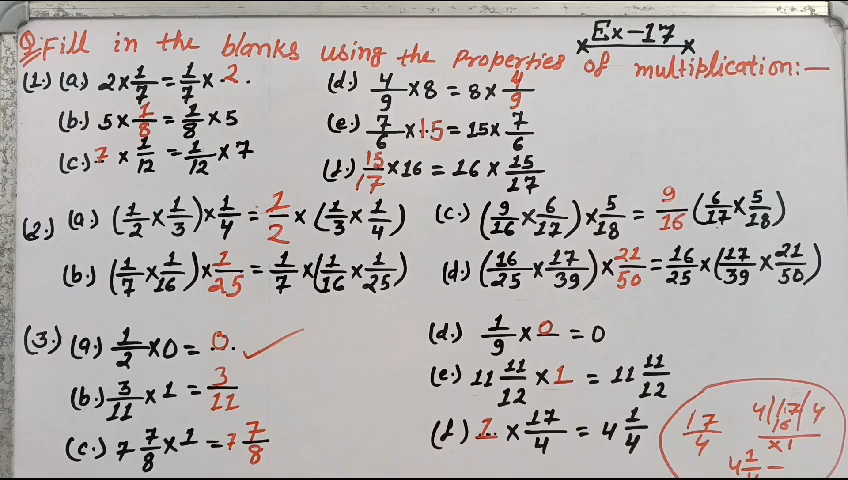 Ex-17
Q. Fill in the blanks using the Properties of multiplication:-
(1.) (a.) 2 × 1/7 = 1/7 × 2.
(b.) 5 × 1/8 = 1/8 × 5
(c.) 7 × 1/12 = 1/12 × 7
(d.) 4/9 × 8 = 8 × 4/9
(e.) 7/6 × 15 = 15 × 7/6
(f.) 15/17 × 16 = 16 × 15/17
(2.) (a.) (1/2 × 1/3) × 1/4 = 1/2 × (1/3 × 1/4)
(b.) (1/7 × 1/16) × 1/25 = 1/7 × (1/16 × 1/25)
(c.) (9/16 × 6/17) × 5/18 = 9/16 (6/17 × 5/18)
(d.) (16/25 × 17/39) × 21/50 = 16/25 × (17/39 × 21/50)
(3.) (a.) 1/2 × 0 = 0.
(b.) 3/11 × 1 = 3/11
(c.) 7 7/8 × 1 = 7 7/8
(d.) 1/9 × 0 = 0
(e.) 11 11/12 × 1 = 11 11/12
(f.) 1 × 17/4 = 4 1/4
17/4
4)17(4
16
×1